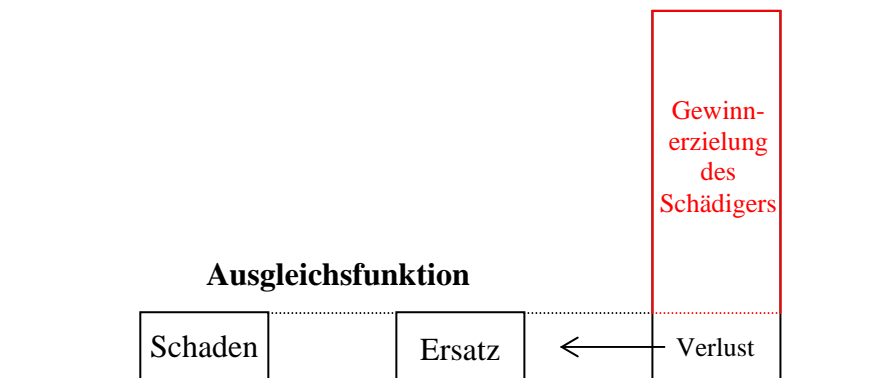 Gewinn-
erzielung
des
Schädigers
Ausgleichsfunktion
Schaden
Ersatz
Verlust